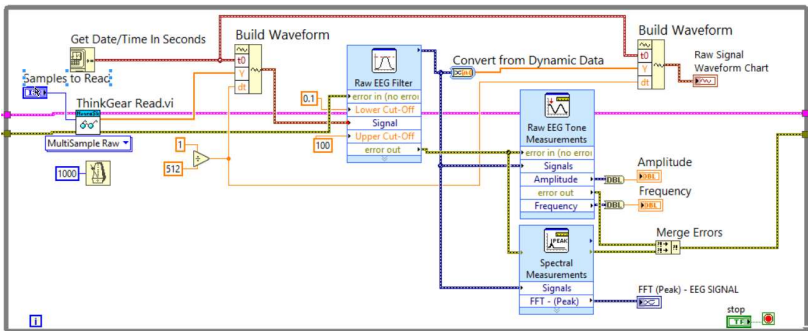 Get Date/Time In Seconds
Build Waveform
t0
Y
dt
Samples to Read
ThinkGear Read.vi
MultiSample Raw
1000
1
512
0.1
100
Raw EEG Filter
error in (no erro
Lower Cut-Off
Signal
Upper Cut-Off
error out
Convert from Dynamic Data
Build Waveform
t0
Y
dt
Raw Signal
Waveform Chart
Raw EEG Tone
Measurements
error in (no erro
Signals
Amplitude
error out
Frequency
DBL
DBL
Amplitude
DBL
Frequency
DBL
Merge Errors
PEAK
Spectral
Measurements
Signals
FFT - (Peak)
FFT (Peak) - EEG SIGNAL
stop
TF
i